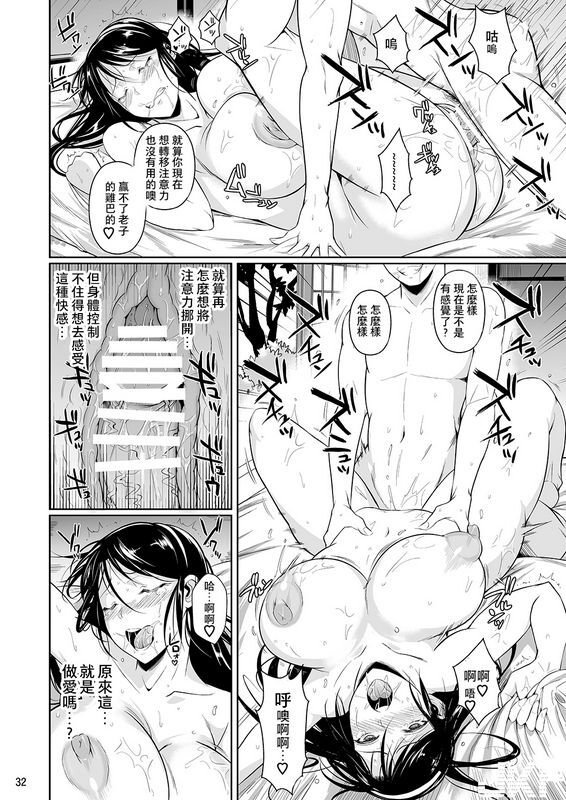 咕
嗚
嗚
~~~~~
就算你現在
想轉移注意力
也沒有用的噢
贏不了老子
的雞巴的♡
怎麼樣
現在是不是
有感覺了?
怎麼樣
怎麼樣
啊♡
啊唔♡
呼
噢啊啊…♡
就算再
怎麼想將
注意力挪開…
但身體控制
不住得想去感受
這種快感…
哈…啊啊♡
原來這…
就是
做愛嗎…?
32